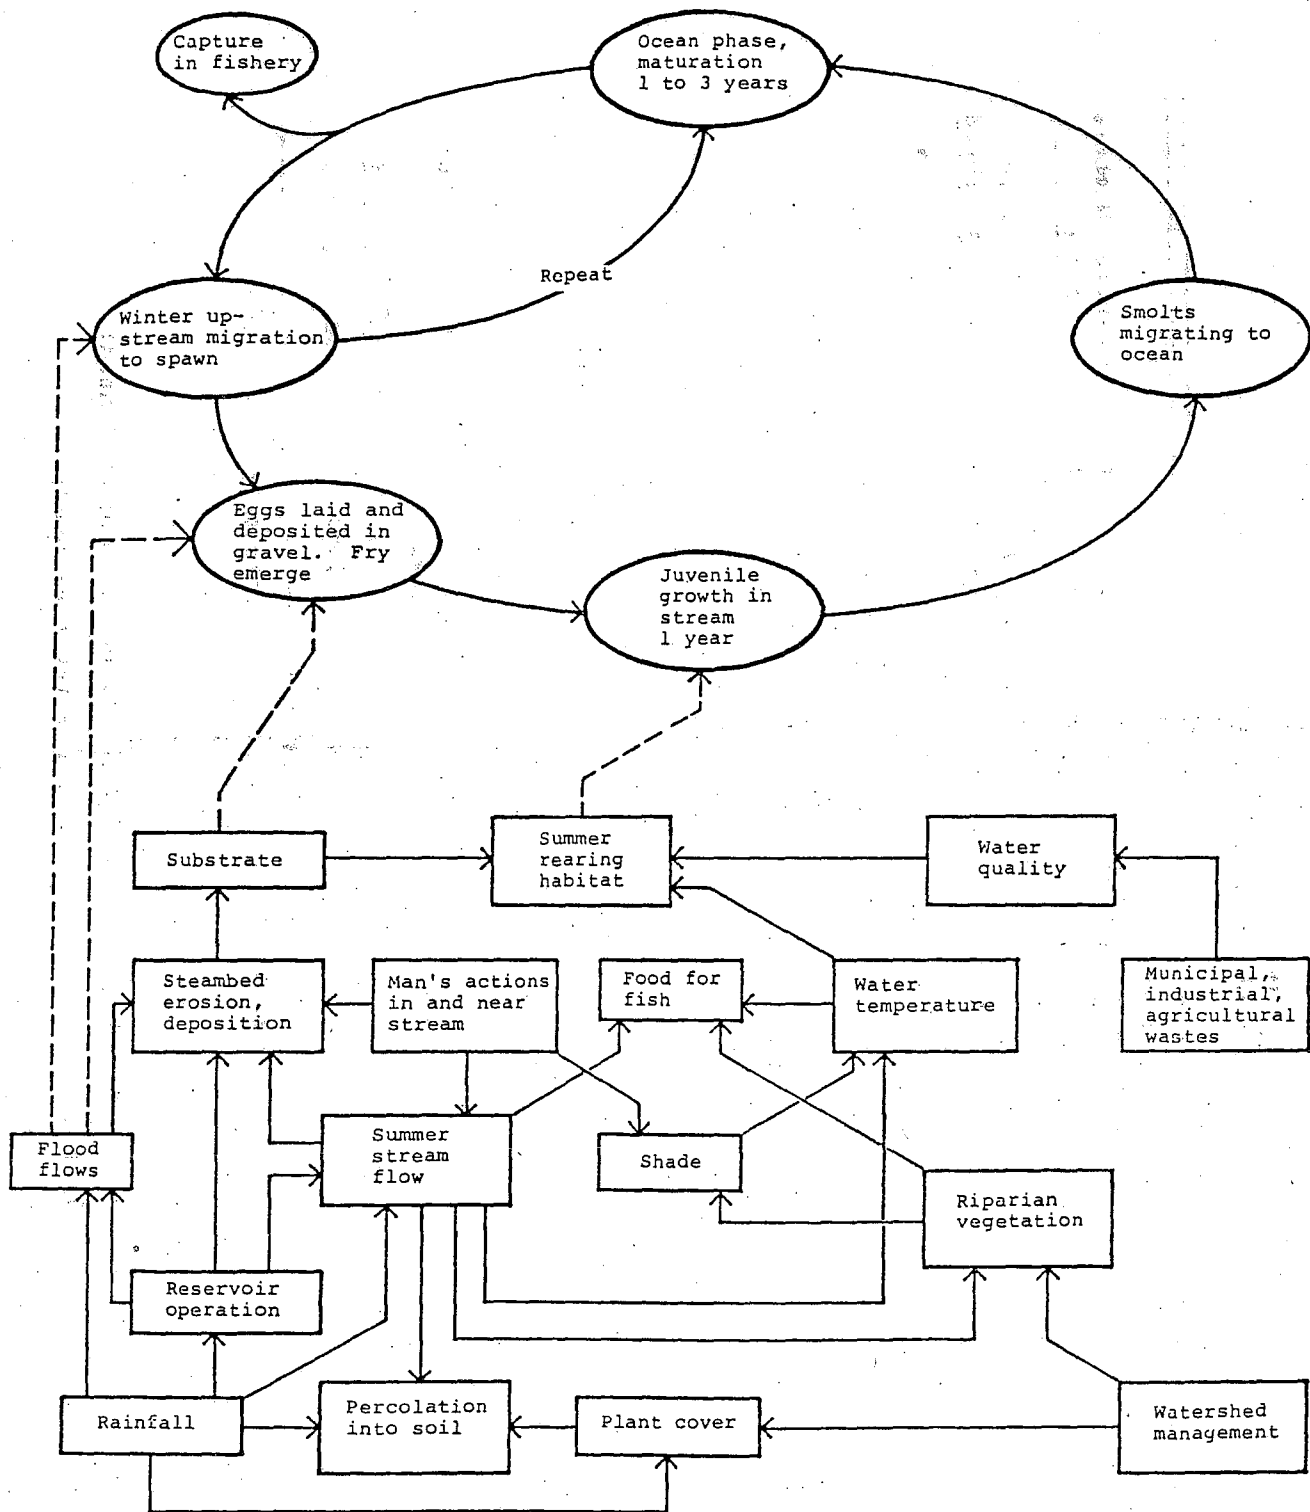 Capture
in fishery
Ocean phase,
maturation
1 to 3 years
Repeat
Winter up-
stream migration
to spawn
Smolts
migrating to
ocean
Eggs laid and
deposited in
gravel.  Fry
emerge
Juvenile
growth in
stream
1 year
Substrate
Summer
rearing
habitat
Water
quality
Steambed
erosion,
deposition
Man's actions
in and near
stream
Food for
fish
Water
temperature
Municipal,
industrial,
agricultural
wastes
Flood
flows
Summer
stream
flow
Shade
Riparian
vegetation
Reservoir
operation
Rainfall
Percolation
into soil
Plant cover
Watershed
management